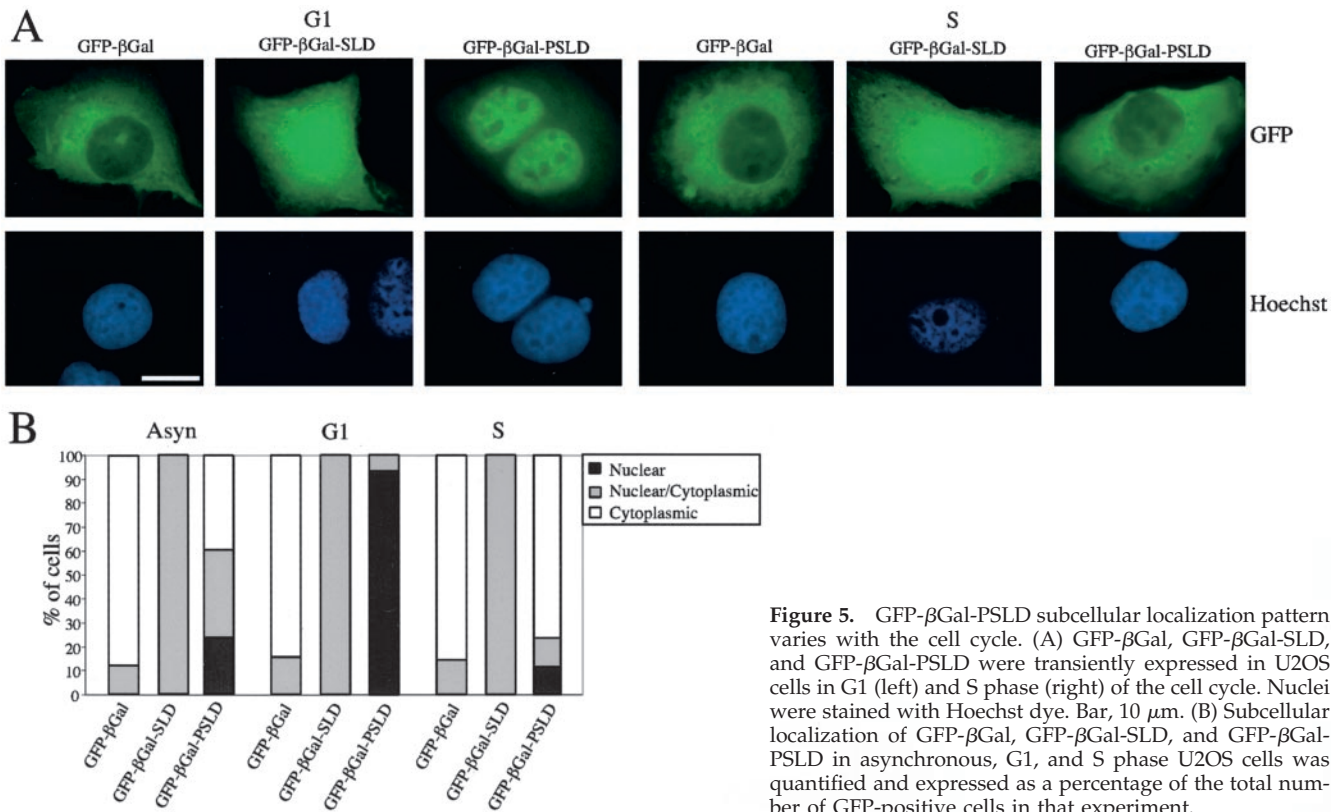 A
G1
S
GFP-βGal
GFP-βGal-SLD
GFP-βGal-PSLD
GFP-βGal
GFP-βGal-SLD
GFP-βGal-PSLD
GFP
Hoechst
B
Asyn
G1
S
% of cells
100
90
80
70
60
50
40
30
20
10
0
GFP-βGal
GFP-βGal-SLD
GFP-βGal-PSLD
GFP-βGal
GFP-βGal-SLD
GFP-βGal-PSLD
GFP-βGal
GFP-βGal-SLD
GFP-βGal-PSLD
Nuclear
Nuclear/Cytoplasmic
Cytoplasmic
Figure 5. GFP-βGal-PSLD subcellular localization pattern
varies with the cell cycle. (A) GFP-βGal, GFP-βGal-SLD,
and GFP-βGal-PSLD were transiently expressed in U2OS
cells in G1 (left) and S phase (right) of the cell cycle. Nuclei
were stained with Hoechst dye. Bar, 10 μm. (B) Subcellular
localization of GFP-βGal, GFP-βGal-SLD, and GFP-βGal-
PSLD in asynchronous, G1, and S phase U2OS cells was
quantified and expressed as a percentage of the total num-
ber of GFP-positive cells in that experiment.